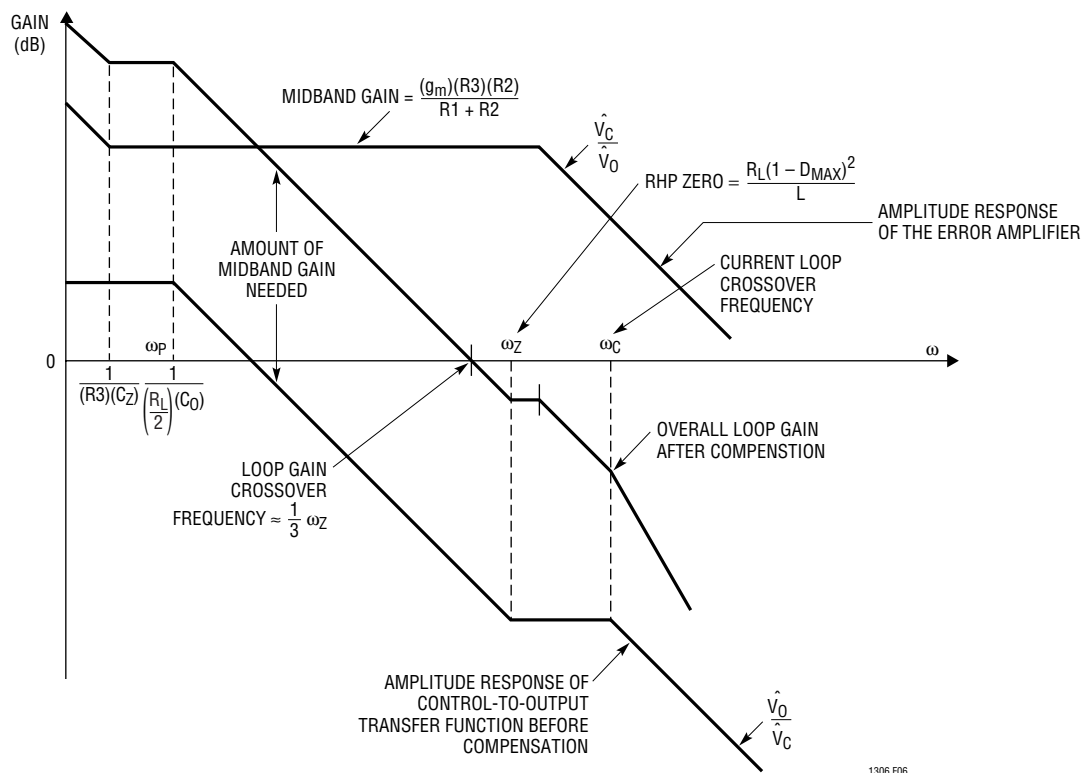 GAIN
(dB)
MIDBAND GAIN = (gm)(R3)(R2)
R1 + R2
V̂C
V̂O
RHP ZERO = RL(1 – DMAX)²
L
AMPLITUDE RESPONSE
OF THE ERROR AMPLIFIER
AMOUNT OF
MIDBAND GAIN
NEEDED
CURRENT LOOP
CROSSOVER
FREQUENCY
0
ωP
ωZ
ωC
ω
1
(R3)(CZ)
1
(RL
2)(CO)
LOOP GAIN
CROSSOVER
FREQUENCY ≈ 1
3 ωZ
OVERALL LOOP GAIN
AFTER COMPENSTION
AMPLITUDE RESPONSE OF
CONTROL-TO-OUTPUT
TRANSFER FUNCTION BEFORE
COMPENSATION
V̂O
V̂C
1306 F06